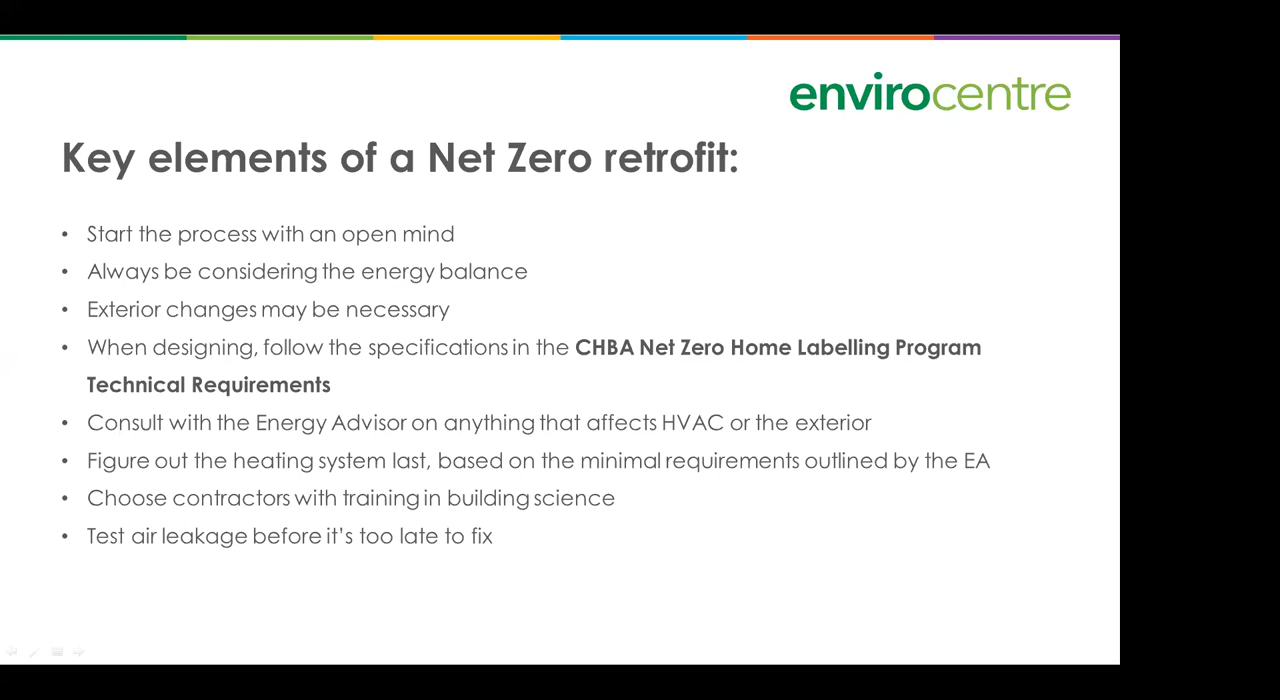 envirocentre
Key elements of a Net Zero retrofit:
• Start the process with an open mind
• Always be considering the energy balance
• Exterior changes may be necessary
• When designing, follow the specifications in the CHBA Net Zero Home Labelling Program
Technical Requirements
• Consult with the Energy Advisor on anything that affects HVAC or the exterior
• Figure out the heating system last, based on the minimal requirements outlined by the EA
• Choose contractors with training in building science
• Test air leakage before it's too late to fix